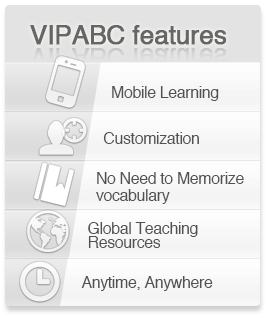 VIPABC features
Mobile Learning
Customization
No Need to Memorize
vocabulary
Global Teaching
Resources
Anytime, Anywhere